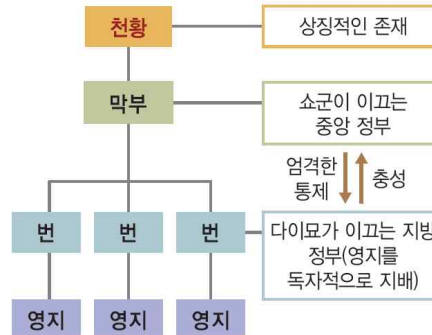 천황
상징적인 존재
막부
쇼군이 이끄는
중앙 정부
엄격한
통제
충성
번
번
번
다이묘가 이끄는 지방
정부(영지를
독자적으로 지배)
영지
영지
영지